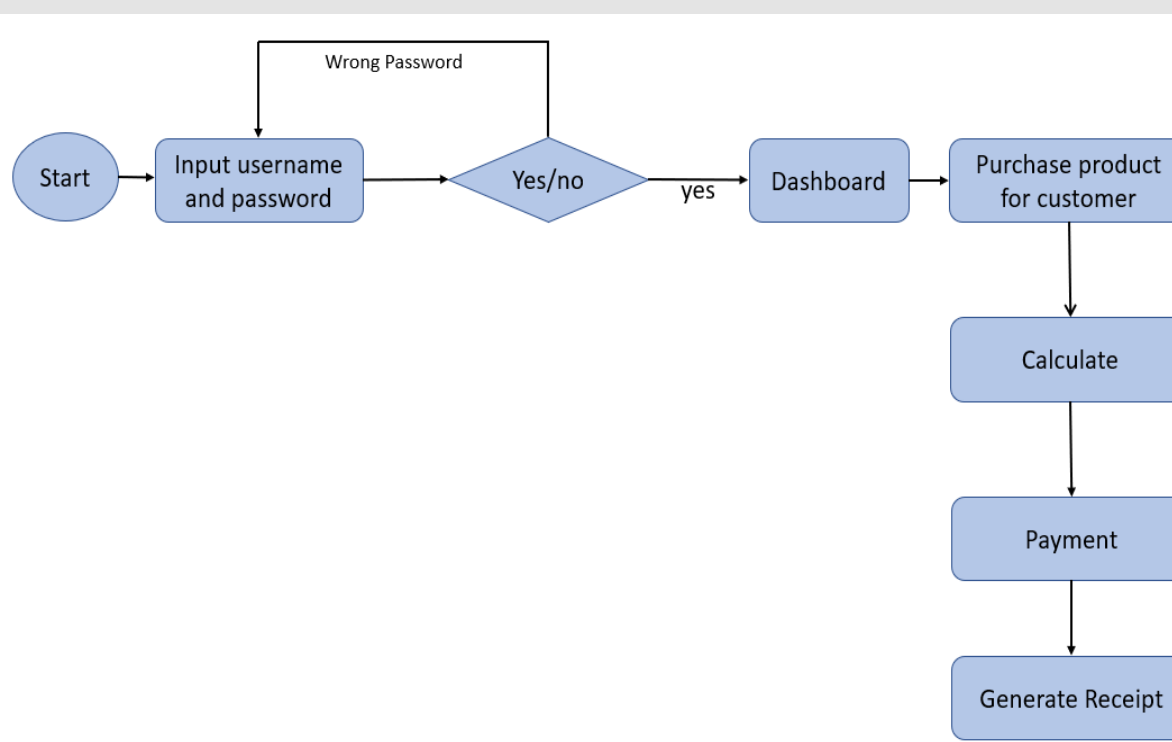 Wrong Password
Start
Input username
and password
Yes/no
yes
Dashboard
Purchase product
for customer
Calculate
Payment
Generate Receipt